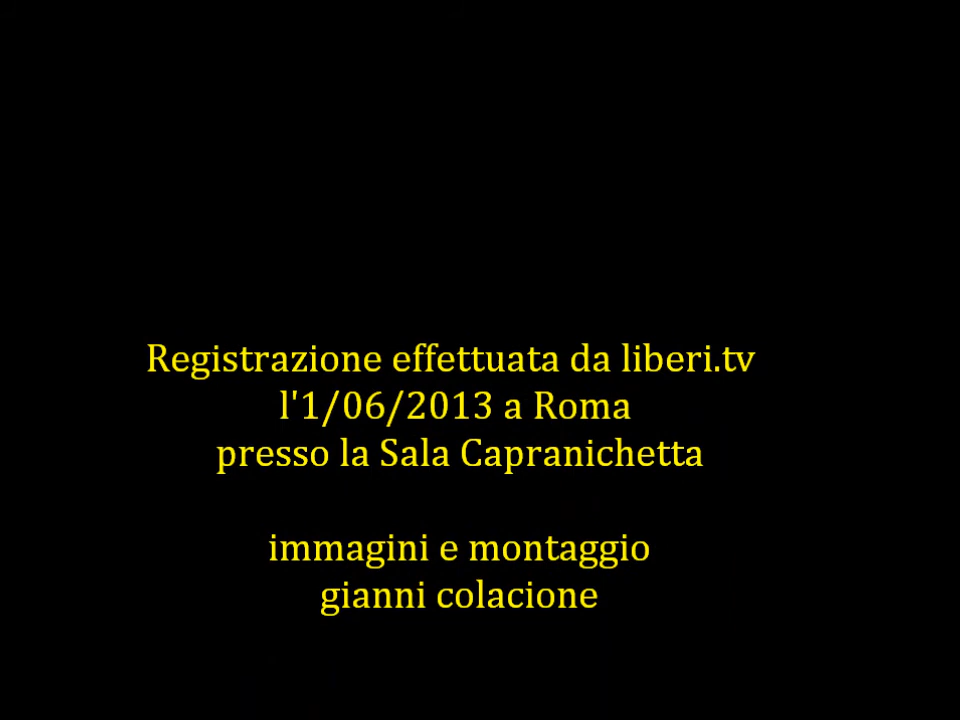 Registrazione effettuata da liberi.tv
l'1/06/2013 a Roma
presso la Sala Capranichetta
immagini e montaggio
gianni colacione